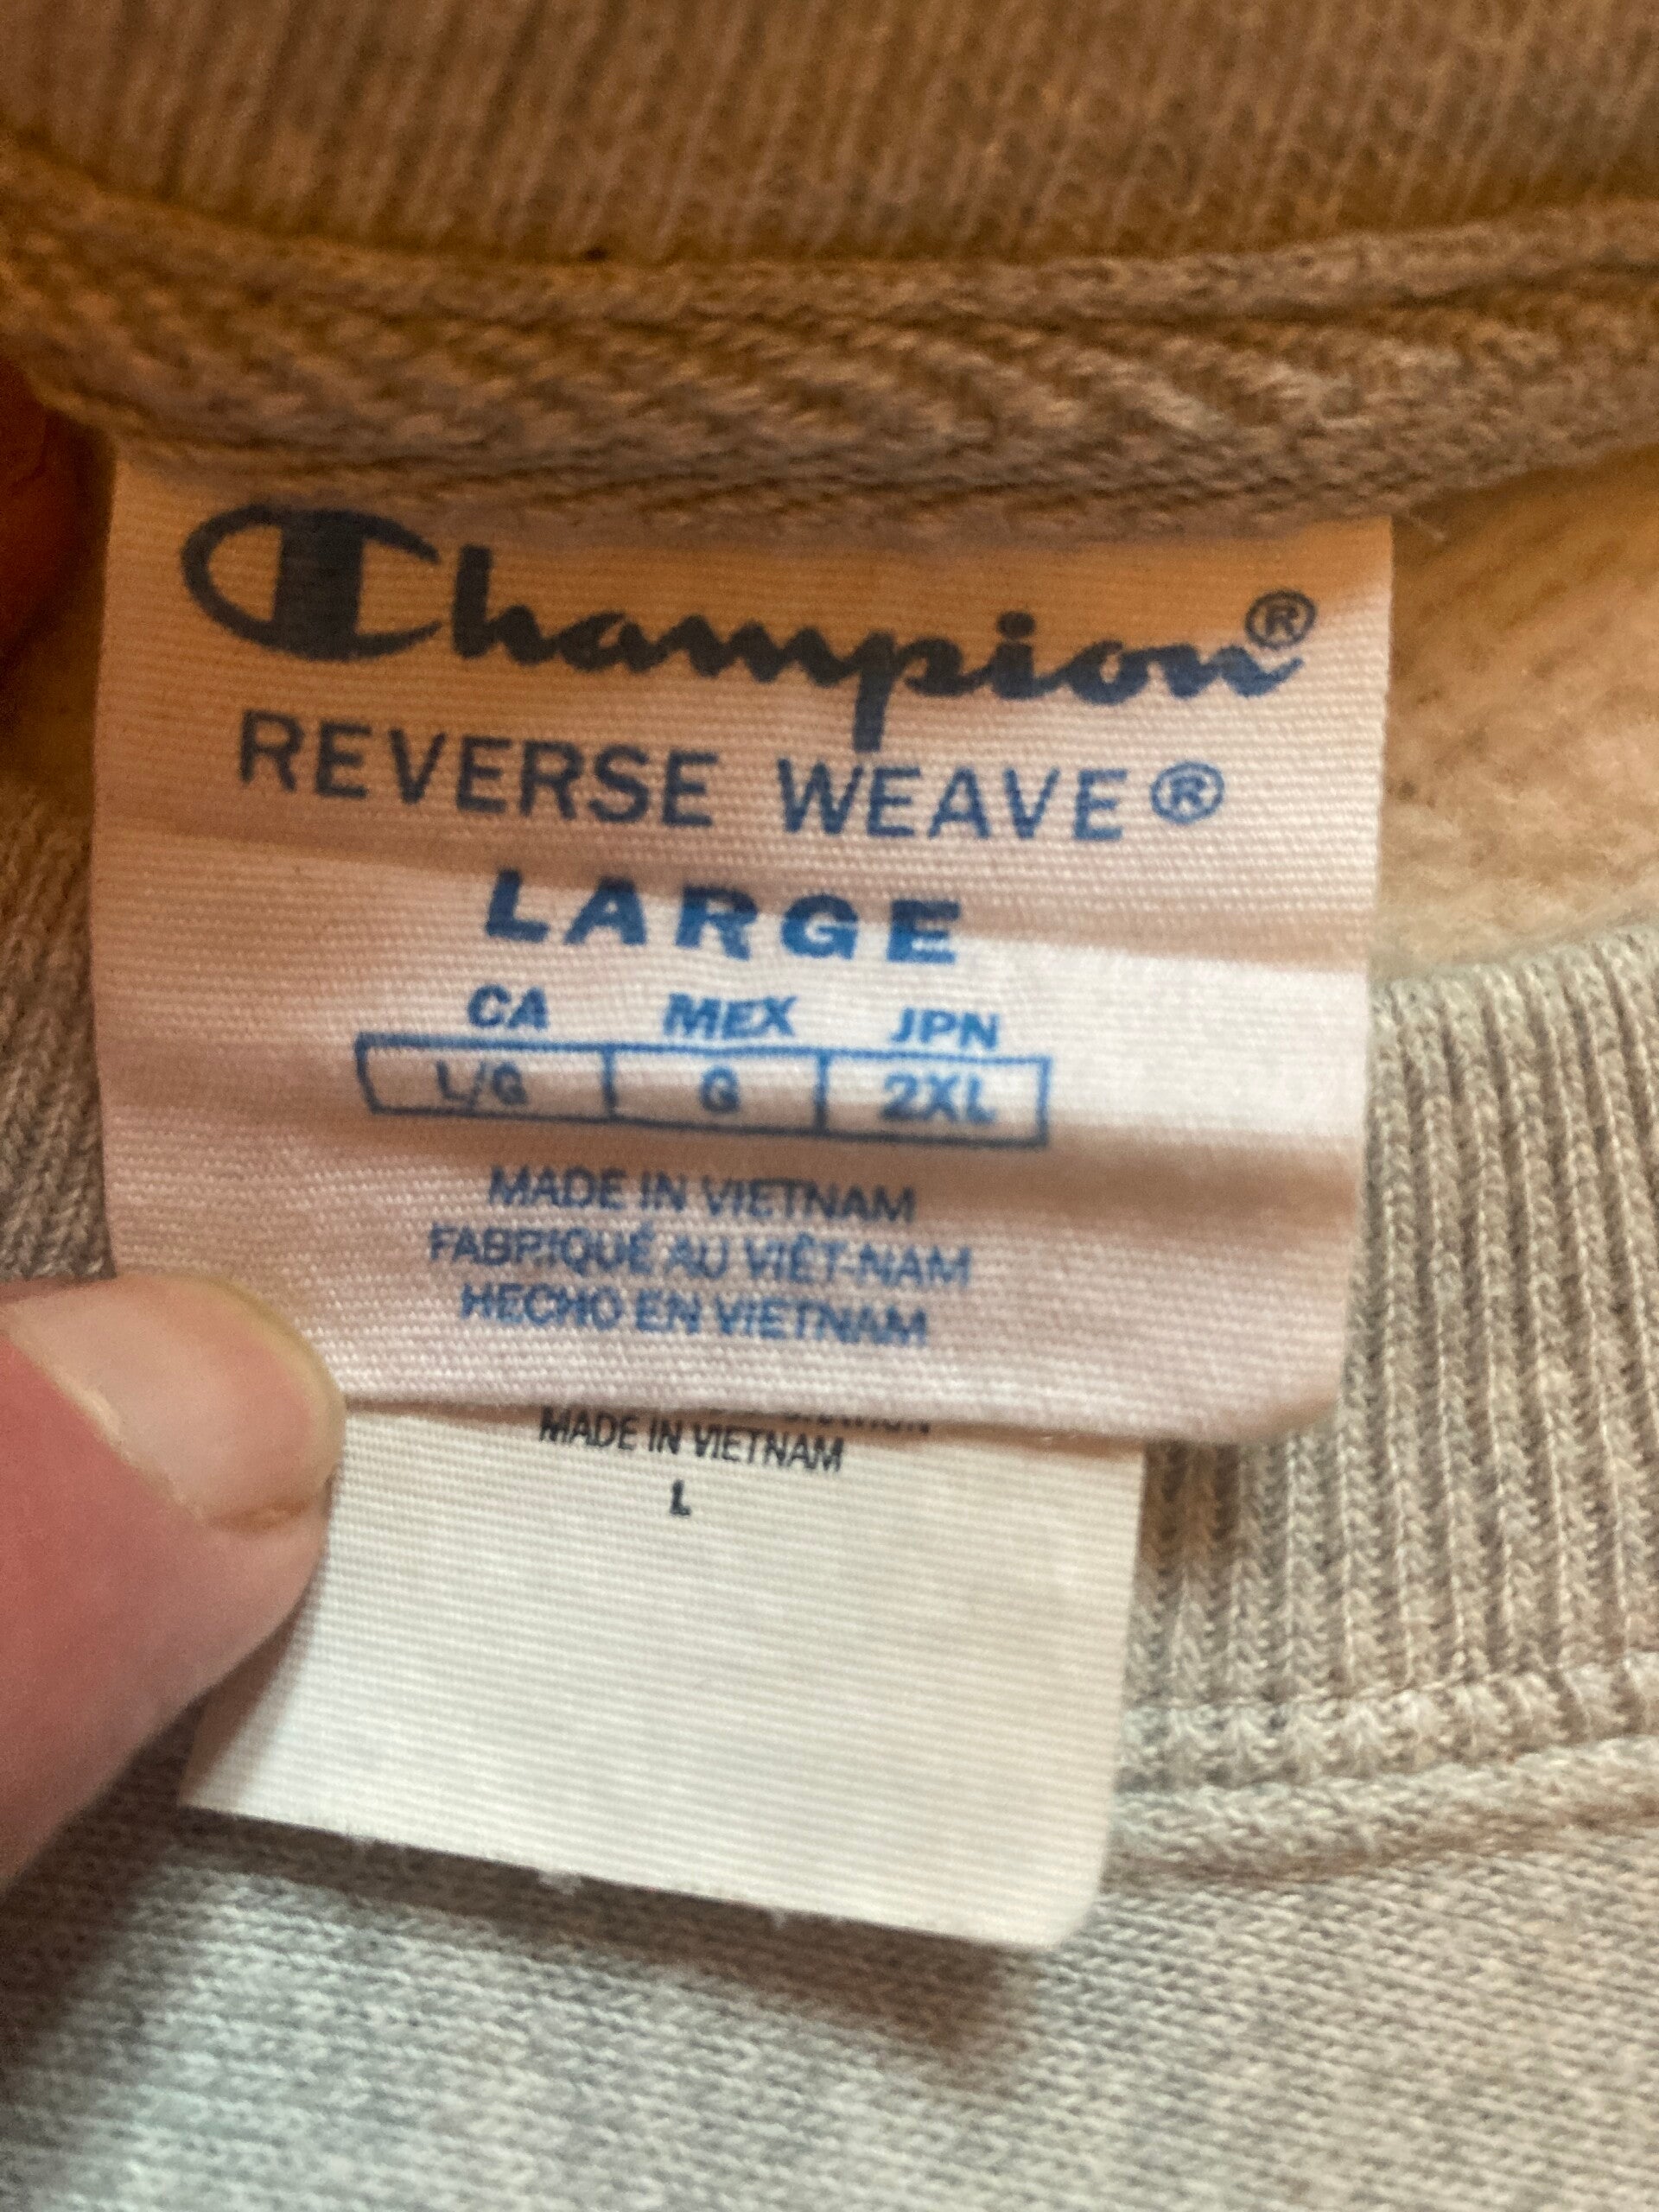 Champion®
REVERSE WEAVE®
LARGE
CA MEX JPN
L/G G 2XL
MADE IN VIETNAM
FABRIQUÉ AU VIÊT-NAM
HECHO EN VIETNAM
MADE IN VIETNAM
L